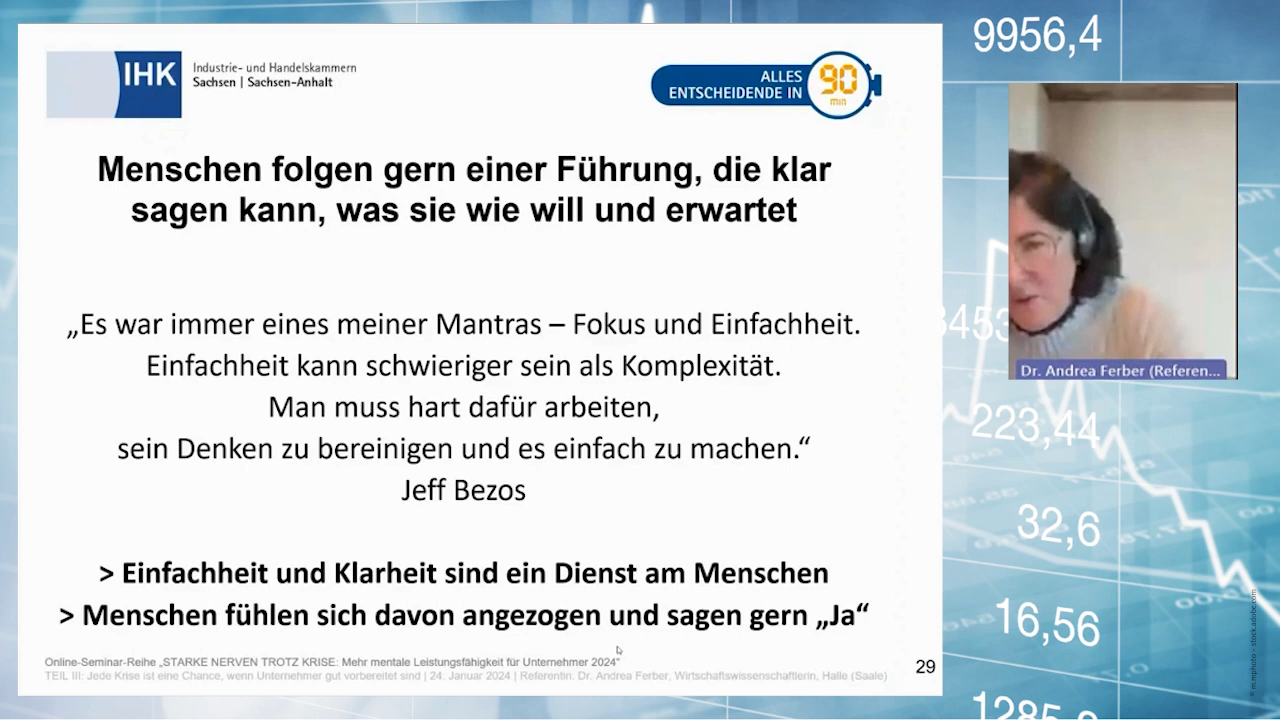 IHK
Industrie- und Handelskammern
Sachsen | Sachsen-Anhalt
ALLES
ENTSCHEIDENDE IN
90
min
Menschen folgen gern einer Führung, die klar
sagen kann, was sie wie will und erwartet
„Es war immer eines meiner Mantras – Fokus und Einfachheit.
Einfachheit kann schwieriger sein als Komplexität.
Man muss hart dafür arbeiten,
sein Denken zu bereinigen und es einfach zu machen.“
Jeff Bezos
> Einfachheit und Klarheit sind ein Dienst am Menschen
> Menschen fühlen sich davon angezogen und sagen gern „Ja“
Online-Seminar-Reihe „STARKE NERVEN TROTZ KRISE: Mehr mentale Leistungsfähigkeit für Unternehmer 2024“
TEIL III: Jede Krise ist eine Chance, wenn Unternehmer gut vorbereitet sind | 24. Januar 2024 | Referentin: Dr. Andrea Ferber, Wirtschaftswissenschaftlerin, Halle (Saale)
29
9956,4
Dr. Andrea Ferber (Referen...
223,44
32,6
16,56